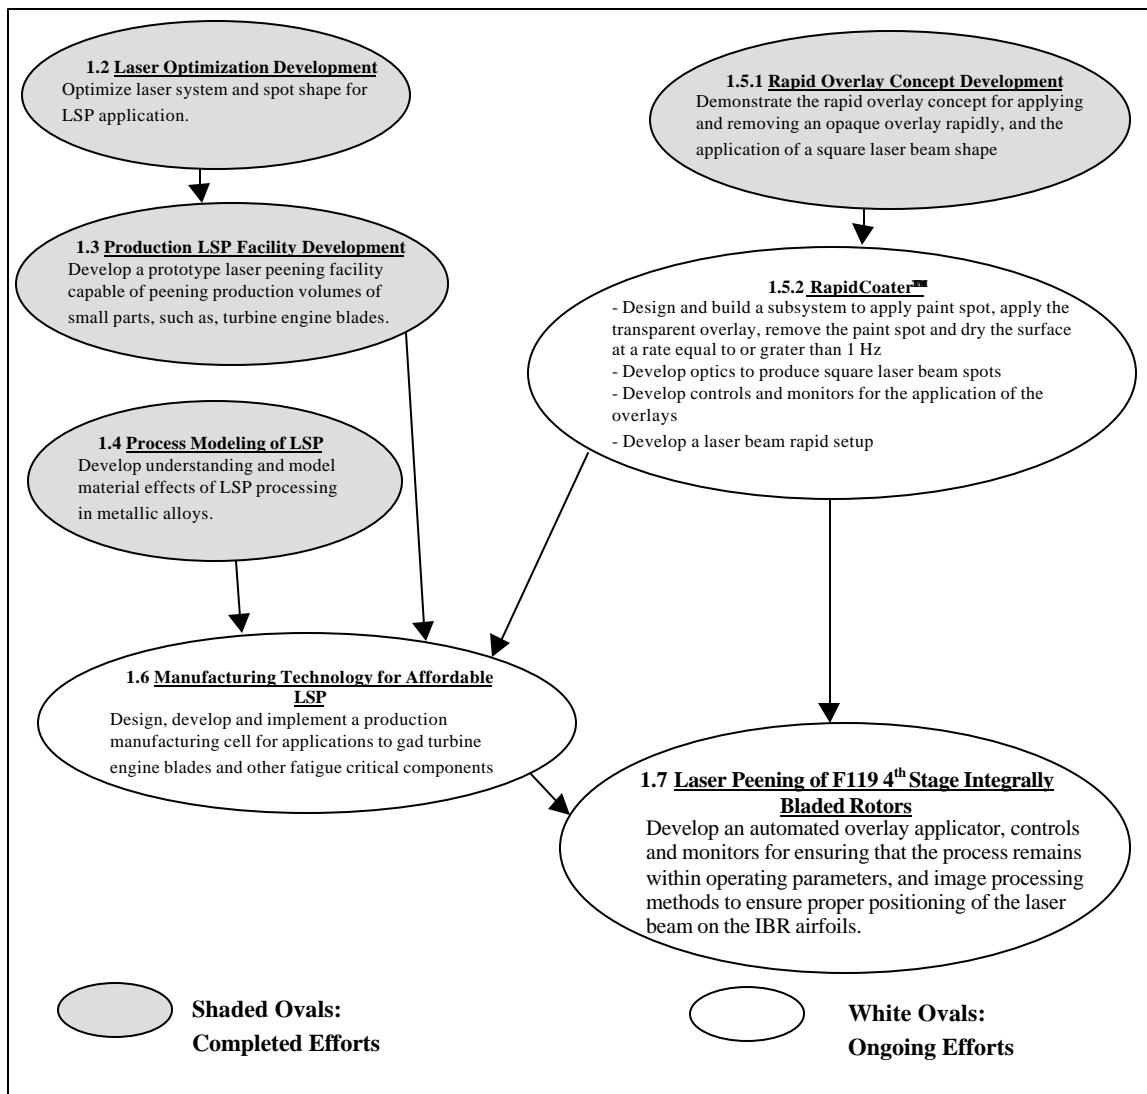 1.2 Laser Optimization Development
Optimize laser system and spot shape for
LSP application.
1.5.1 Rapid Overlay Concept Development
Demonstrate the rapid overlay concept for applying
and removing an opaque overlay rapidly, and the
application of a square laser beam shape
1.3 Production LSP Facility Development
Develop a prototype laser peening facility
capable of peening production volumes of
small parts, such as, turbine engine blades.
1.5.2 RapidCoater™
- Design and build a subsystem to apply paint spot, apply the
transparent overlay, remove the paint spot and dry the surface
at a rate equal to or grater than 1 Hz
- Develop optics to produce square laser beam spots
- Develop controls and monitors for the application of the
overlays
- Develop a laser beam rapid setup
1.4 Process Modeling of LSP
Develop understanding and model
material effects of LSP processing
in metallic alloys.
1.6 Manufacturing Technology for Affordable
LSP
Design, develop and implement a production
manufacturing cell for applications to gad turbine
engine blades and other fatigue critical components
1.7 Laser Peening of F119 4th Stage Integrally
Bladed Rotors
Develop an automated overlay applicator, controls
and monitors for ensuring that the process remains
within operating parameters, and image processing
methods to ensure proper positioning of the laser
beam on the IBR airfoils.
Shaded Ovals:
Completed Efforts
White Ovals:
Ongoing Efforts